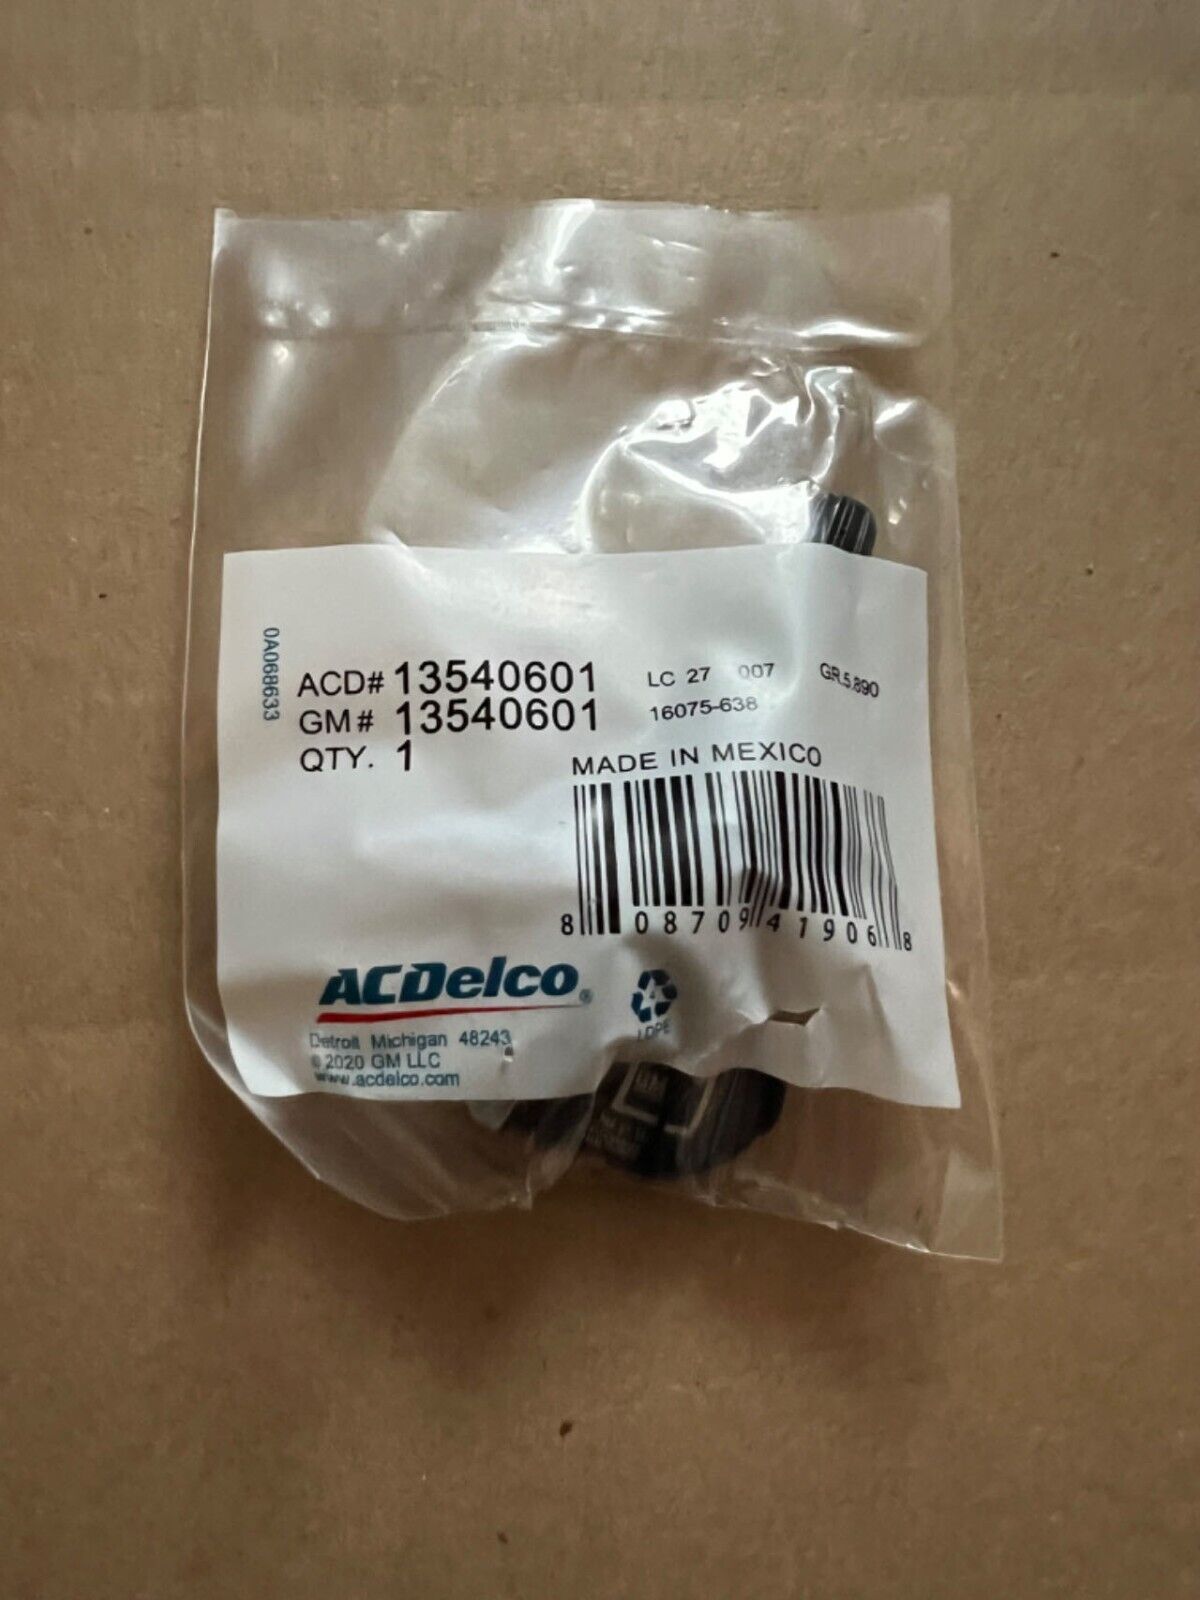 0A068633
ACD# 13540601
GM# 13540601
QTY. 1
LC 27 007 GR.5.890
16075-638
MADE IN MEXICO
8 08709 41906 8
ACDelco®
Detroit Michigan 48243
© 2020 GM LLC
www.acdelco.com
LDPE
GM